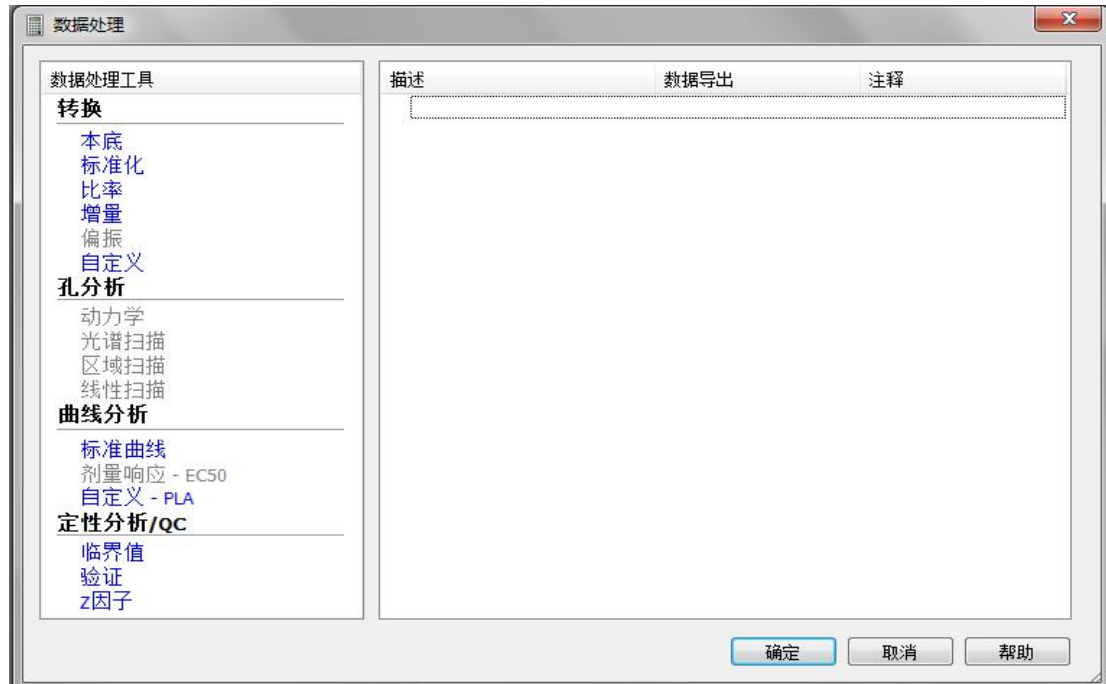 数据处理
数据处理工具
转换
本底
标准化
比率
增量
偏振
自定义
孔分析
动力学
光谱扫描
区域扫描
线性扫描
曲线分析
标准曲线
剂量响应 - EC50
自定义 - PLA
定性分析/QC
临界值
验证
Z因子
描述 数据导出 注释
确定 取消 帮助